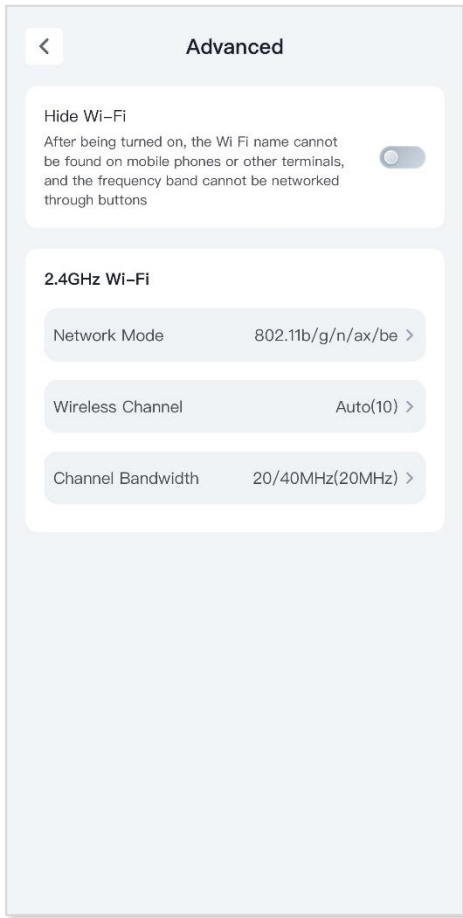 Advanced
Hide Wi-Fi
After being turned on, the Wi Fi name cannot
be found on mobile phones or other terminals,
and the frequency band cannot be networked
through buttons
2.4GHz Wi-Fi
Network Mode 802.11b/g/n/ax/be >
Wireless Channel Auto(10) >
Channel Bandwidth 20/40MHz(20MHz) >